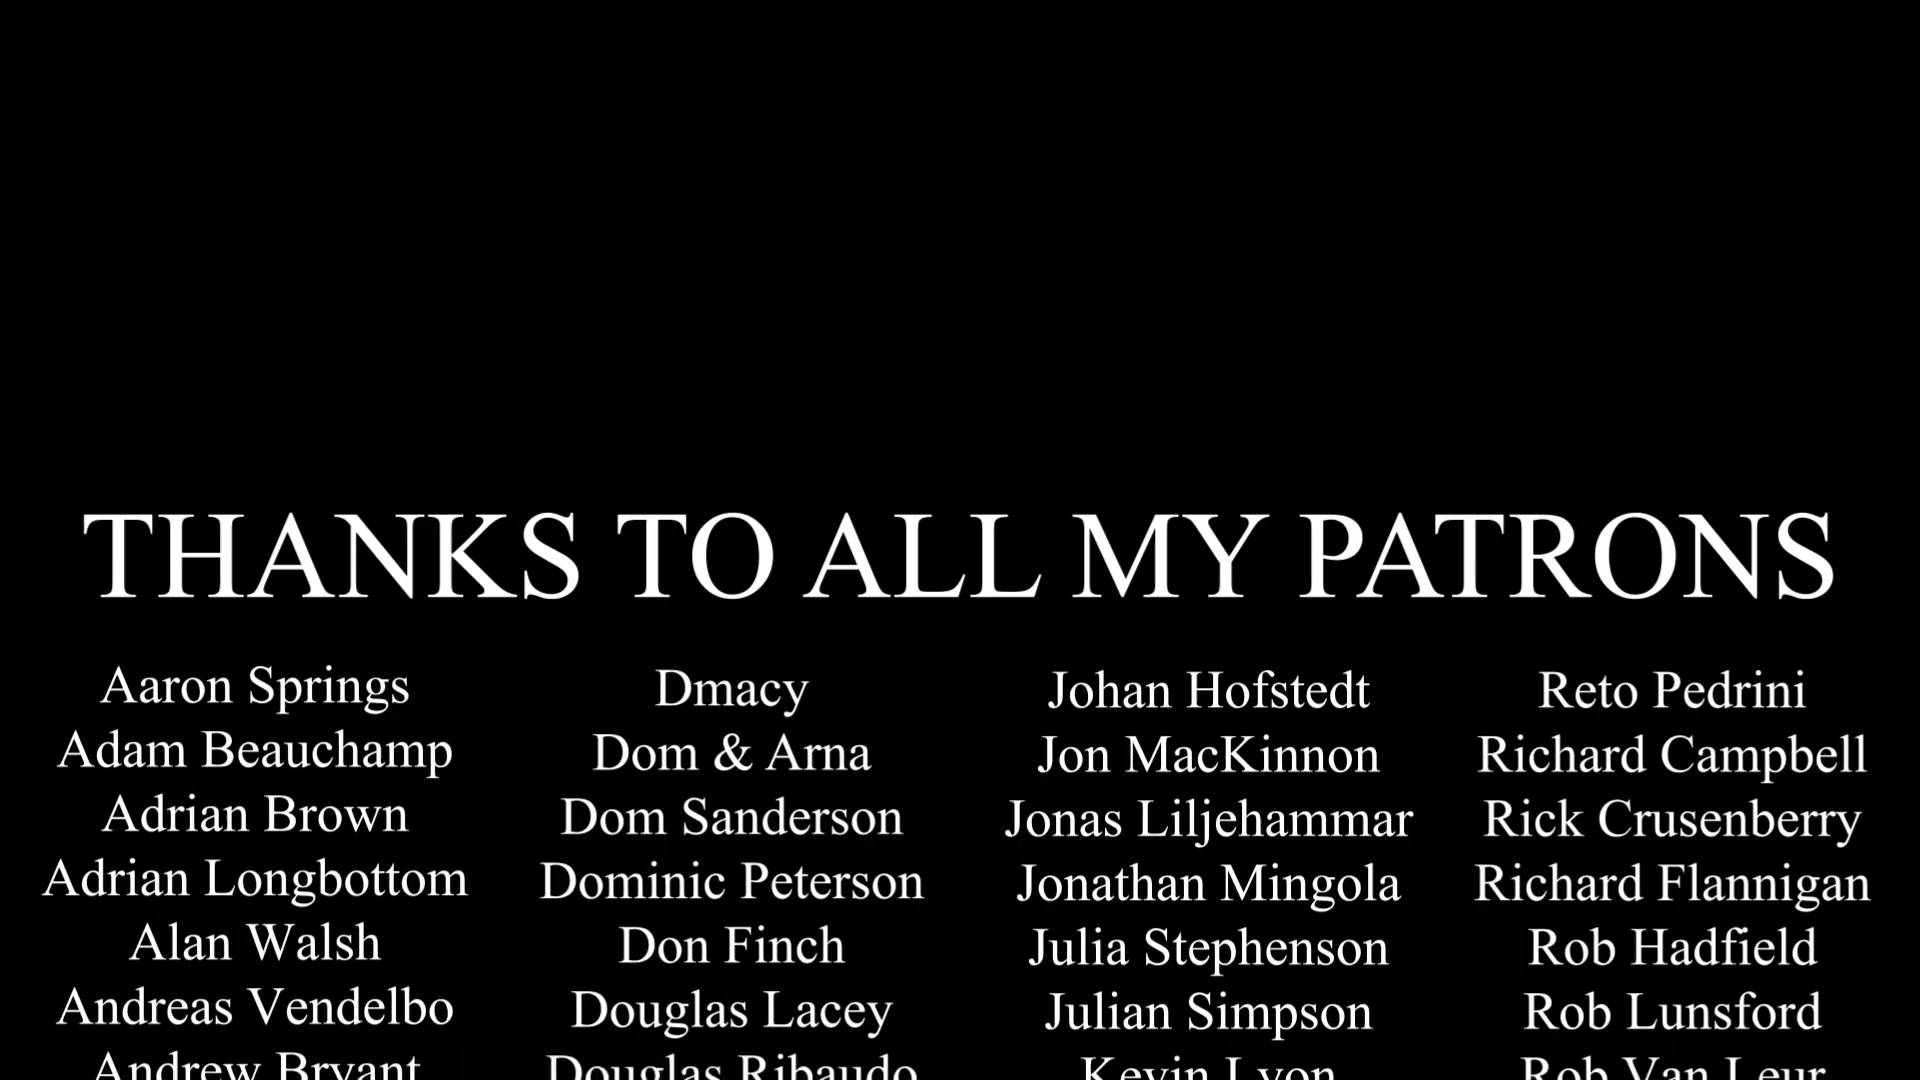 THANKS TO ALL MY PATRONS
Aaron Springs
Adam Beauchamp
Adrian Brown
Adrian Longbottom
Alan Walsh
Andreas Vendelbo
Andrew Bryant
Dmacy
Dom & Arna
Dom Sanderson
Dominic Peterson
Don Finch
Douglas Lacey
Douglas Ribaudo
Johan Hofstedt
Jon MacKinnon
Jonas Liljehammar
Jonathan Mingola
Julia Stephenson
Julian Simpson
Kevin Lyon
Reto Pedrini
Richard Campbell
Rick Crusenberry
Richard Flannigan
Rob Hadfield
Rob Lunsford
Rob Van Leur